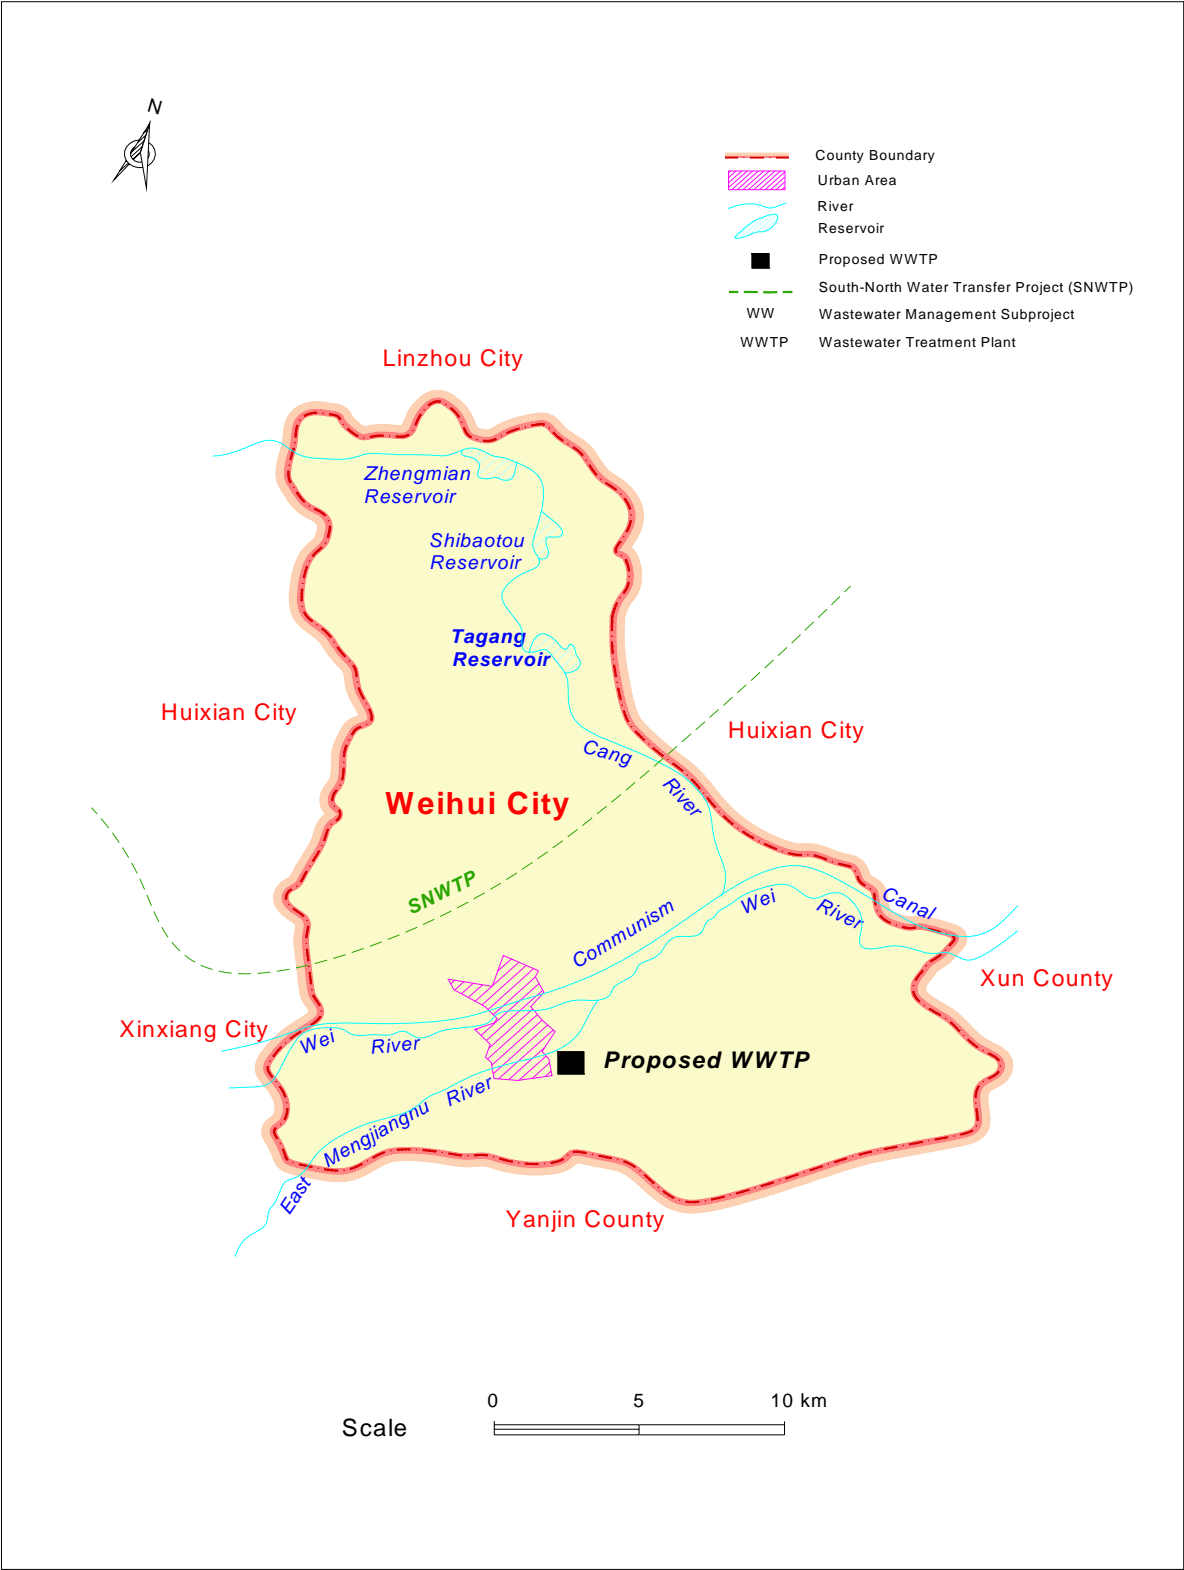 N
County Boundary
Urban Area
River
Reservoir
Proposed WWTP
South-North Water Transfer Project (SNWTP)
WW Wastewater Management Subproject
WWTP Wastewater Treatment Plant
Linzhou City
Zhengmian
Reservoir
Shibaotou
Reservoir
Tagang
Reservoir
Huixian City
Huixian City
Cang
River
Weihui City
SNWTP
Communism
Canal
Wei
River
Xun County
Xinxiang City
Wei
River
Proposed WWTP
East
Mengjiangnu
River
Yanjin County
0 5 10 km
Scale